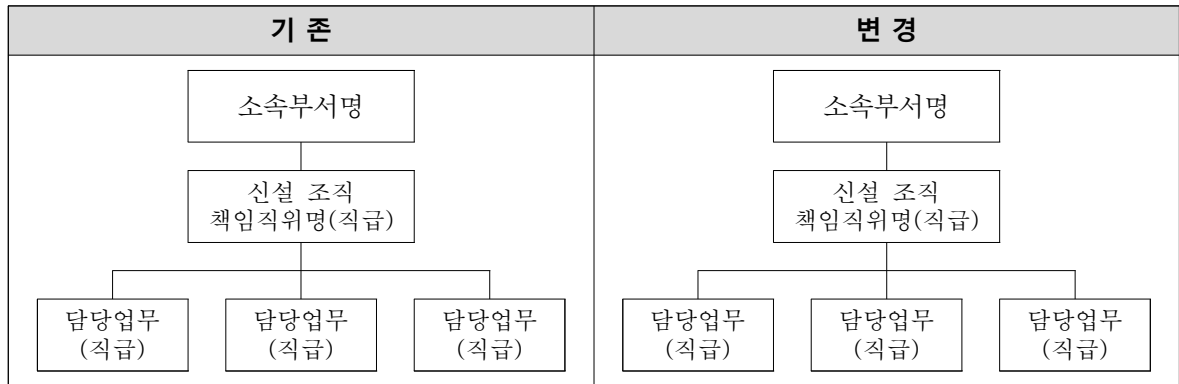 기 존
변 경
소속부서명
소속부서명
신설 조직
책임직위명(직급)
신설 조직
책임직위명(직급)
담당업무
(직급)
담당업무
(직급)
담당업무
(직급)
담당업무
(직급)
담당업무
(직급)
담당업무
(직급)